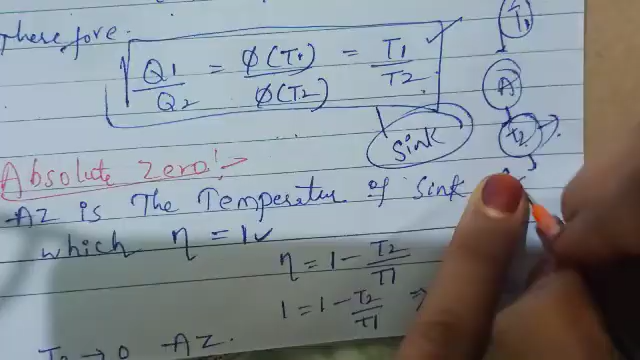 Therefore.
Q1/Q2 = φ(T1)/φ(T2) = T1/T2
T1
A
T2
Sink
Absolute Zero :-
AZ is The Temperature of Sink
which η = 1
η = 1 - T2/T1
1 = 1 - T2/T1 ⇒
T2 → 0 AZ.